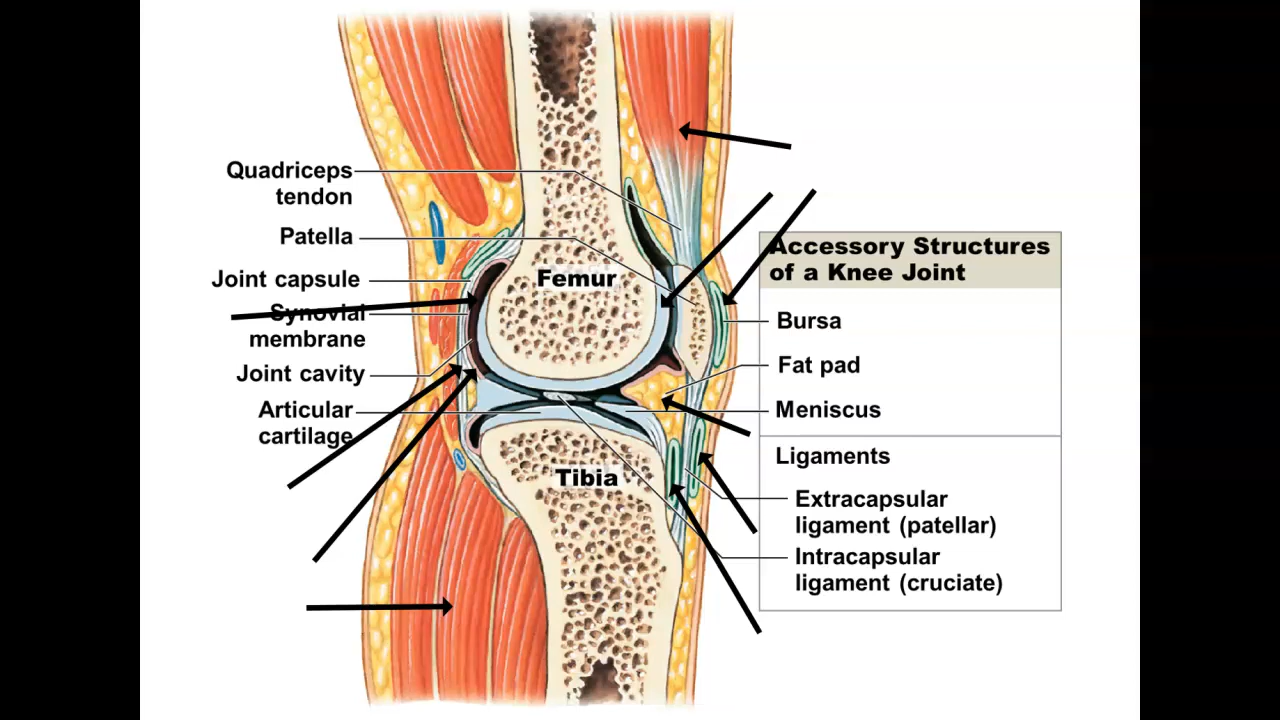 Quadriceps
tendon
Patella
Joint capsule
Synovial
membrane
Joint cavity
Articular
cartilage
Femur
Tibia
Accessory Structures
of a Knee Joint
Bursa
Fat pad
Meniscus
Ligaments
Extracapsular
ligament (patellar)
Intracapsular
ligament (cruciate)